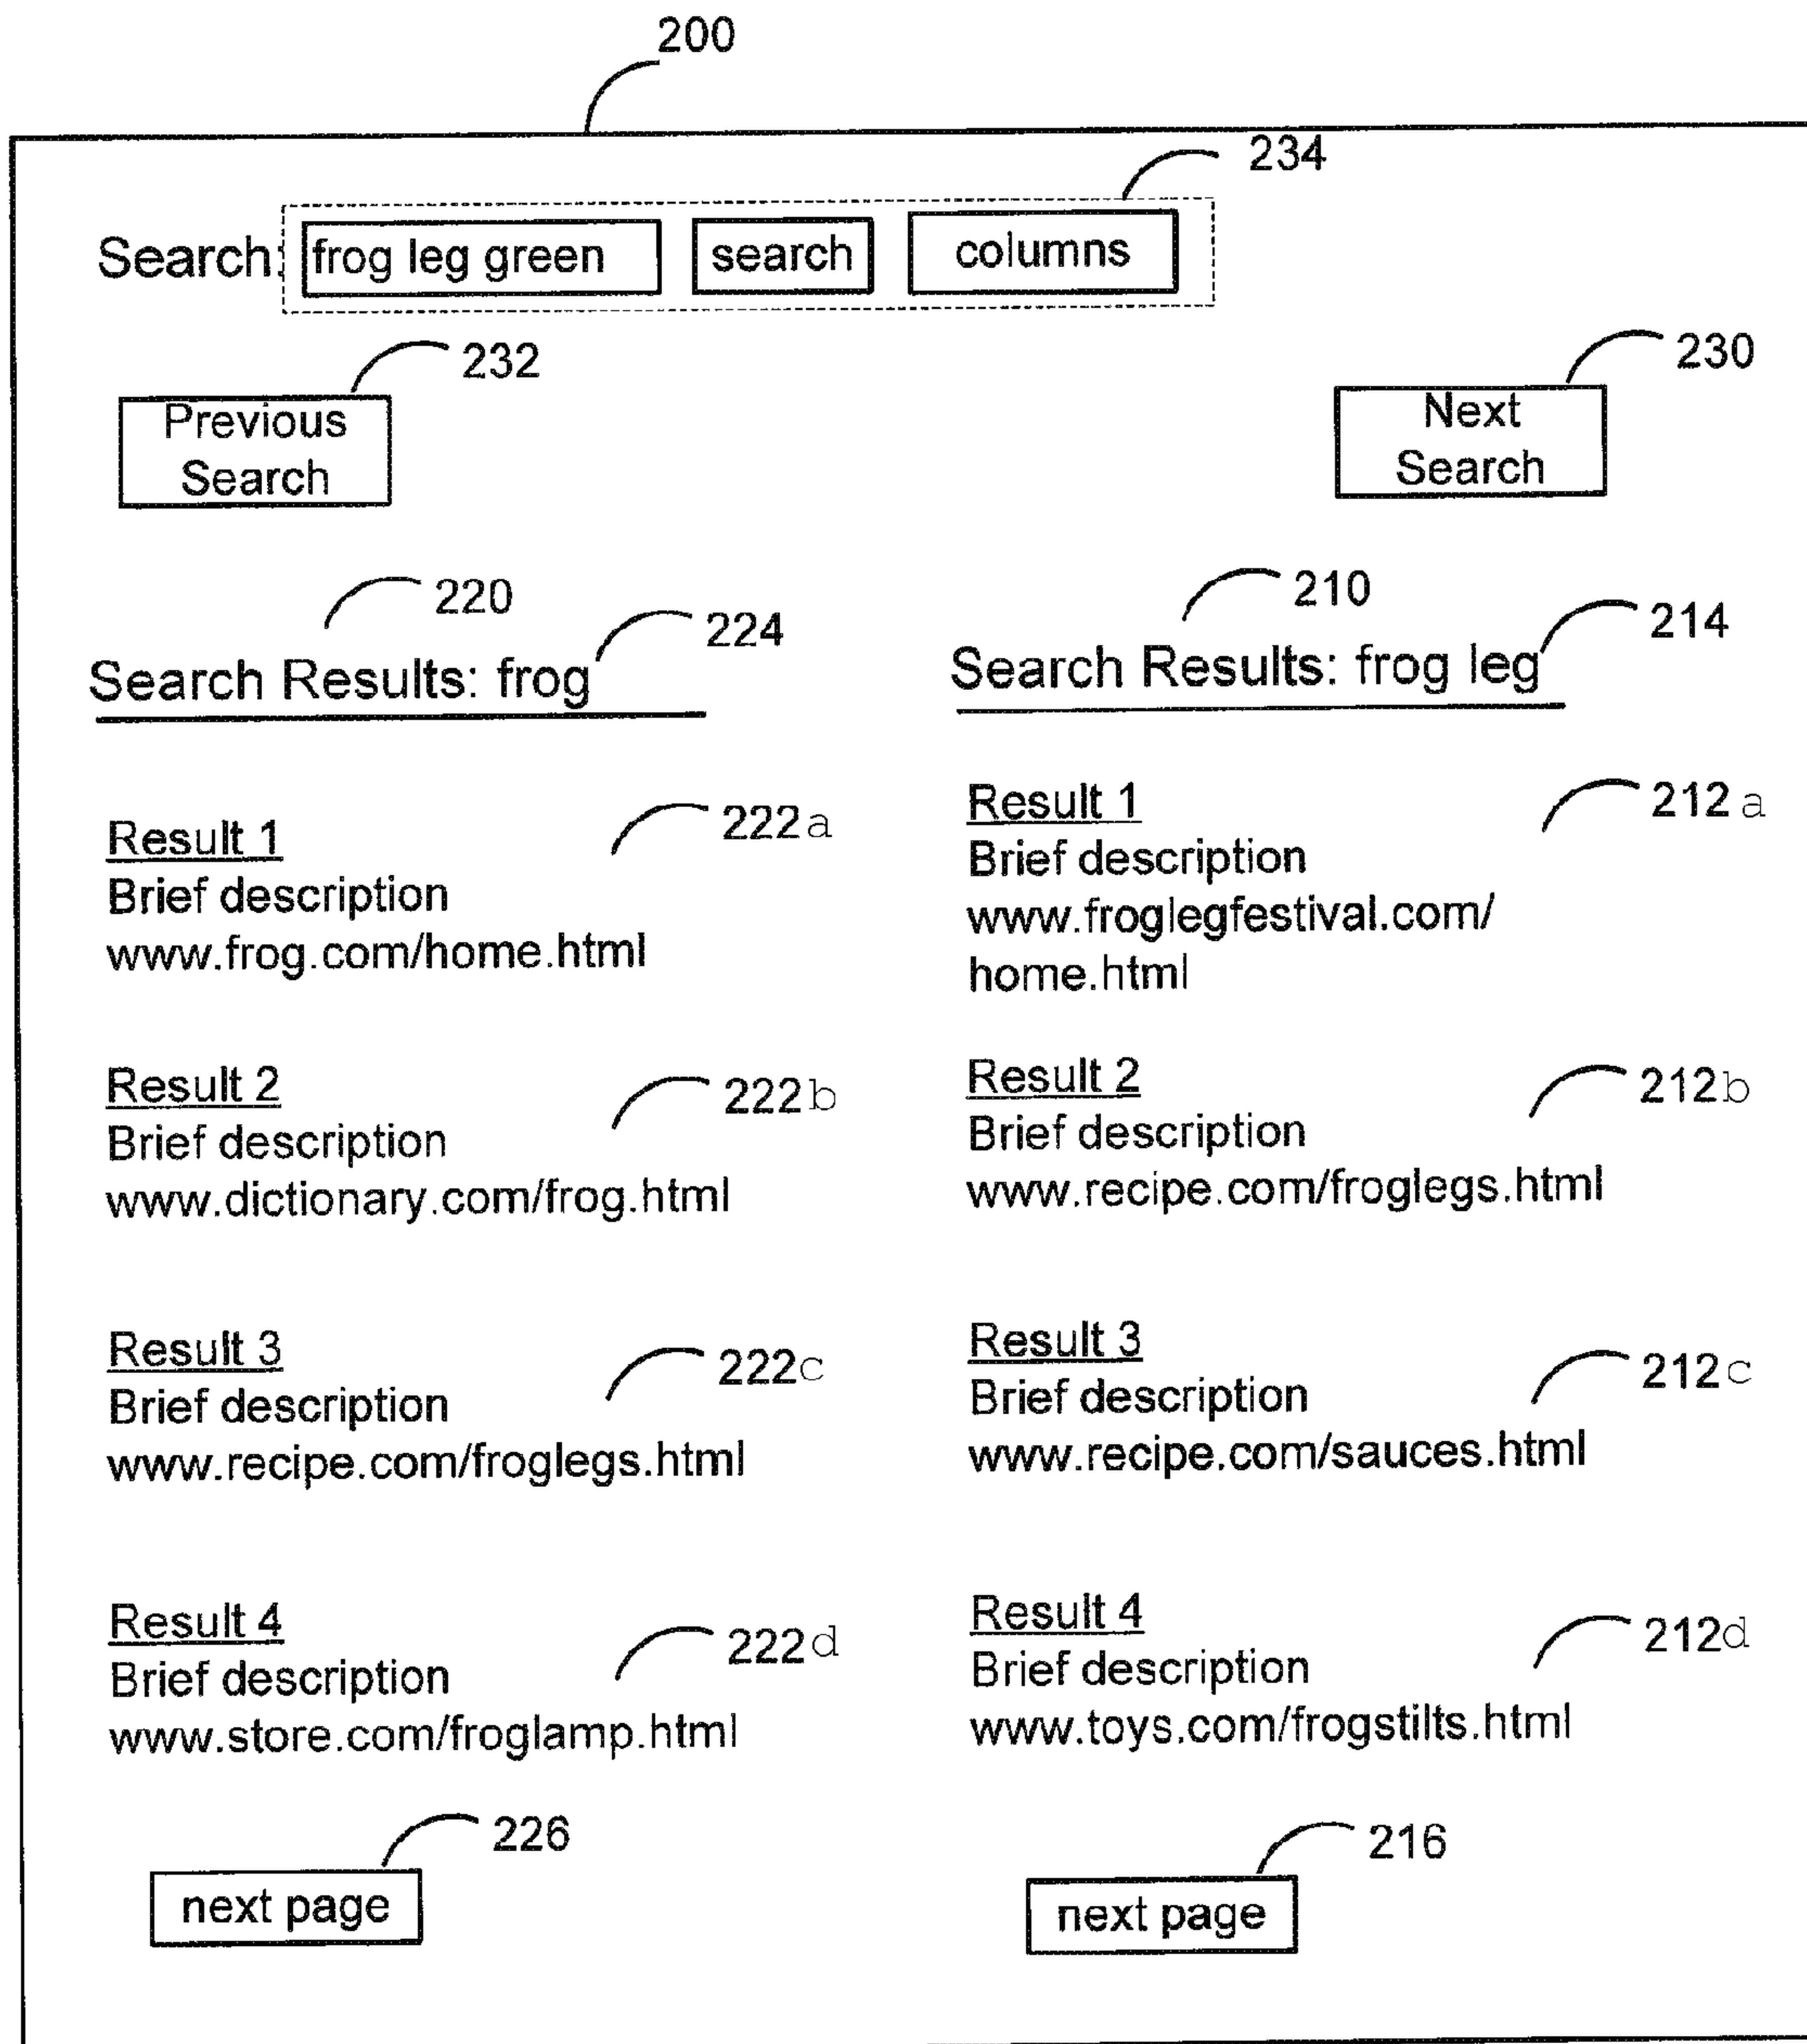 200
234
Search: frog leg green search columns
232
230
Previous
Search
Next
Search
220
224
Search Results: frog
210
214
Search Results: frog leg
Result 1
222a
Brief description
www.frog.com/home.html
Result 2
222b
Brief description
www.dictionary.com/frog.html
Result 3
222c
Brief description
www.recipe.com/froglegs.html
Result 4
222d
Brief description
www.store.com/froglamp.html
226
next page
Result 1
212a
Brief description
www.froglegfestival.com/
home.html
Result 2
212b
Brief description
www.recipe.com/froglegs.html
Result 3
212c
Brief description
www.recipe.com/sauces.html
Result 4
212d
Brief description
www.toys.com/frogstilts.html
216
next page